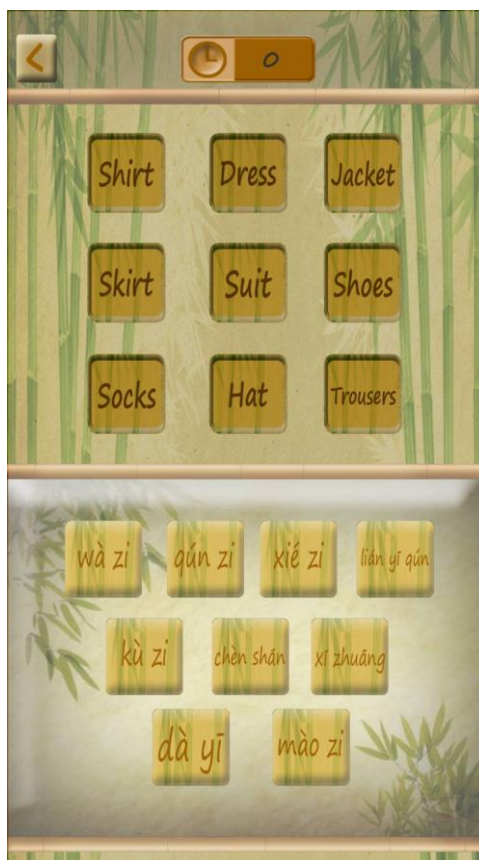 0
Shirt Dress Jacket
Skirt Suit Shoes
Socks Hat Trousers
wà zi qún zi xié zi lián yī qún
kù zi chèn shān xī zhuāng
dà yī mào zi